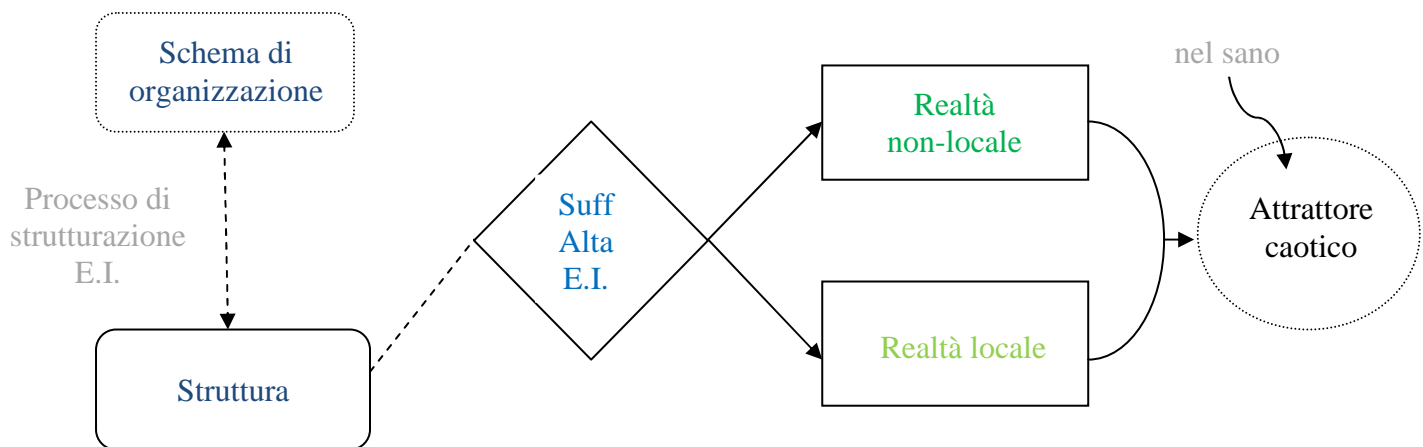 Schema di
organizzazione
Processo di
strutturazione
E.I.
Struttura
Suff
Alta
E.I.
Realtà
non-locale
Realtà locale
nel sano
Attrattore
caotico